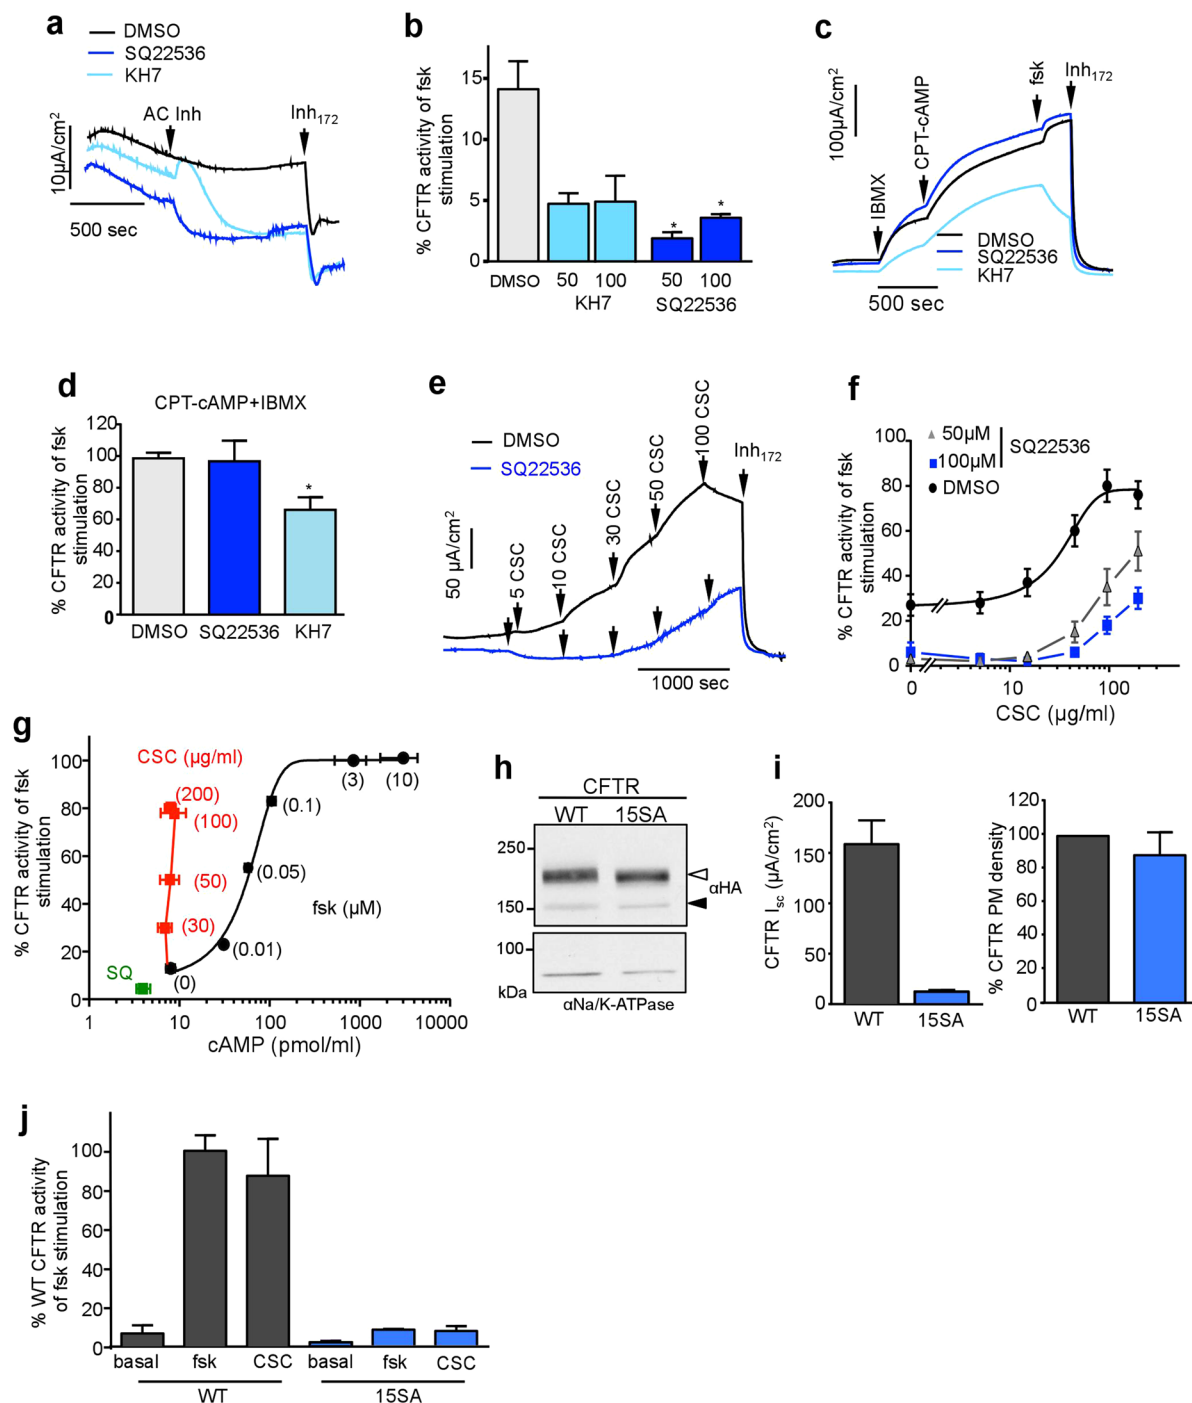 a
DMSO
SQ22536
KH7
AC Inh
Inh172
10µA/cm²
500 sec
b
% CFTR activity of fsk
stimulation
15
10
5
0
DMSO 50 100 50 100
KH7 SQ22536
* *
c
100µA/cm²
IBMX
CPT-cAMP
fsk
Inh172
DMSO
SQ22536
KH7
500 sec
d
CPT-cAMP+IBMX
% CFTR activity of fsk
stimulation
120
100
80
60
40
20
0
*
DMSO SQ22536 KH7
e
DMSO
SQ22536
50 µA/cm²
5 CSC
10 CSC
30 CSC
50 CSC
100 CSC
Inh172
1000 sec
f
50µM
100µM
SQ22536
DMSO
% CFTR activity of fsk
stimulation
100
80
60
40
20
0
0 10 100
CSC (µg/ml)
g
% CFTR activity of fsk
stimulation
100
80
60
40
20
0
CSC (µg/ml)
(200)
(100)
(50)
(30)
SQ
(0)
(0.01)
(0.05)
(0.1)
(3)
(10)
fsk (µM)
1 10 100 1000 10000
cAMP (pmol/ml)
h
CFTR
WT 15SA
250
150
αHA
100
kDa
αNa/K-ATPase
i
CFTR Isc (µA/cm²)
200
150
100
50
0
WT 15SA
% CFTR PM density
120
100
80
60
40
20
0
WT 15SA
j
% WT CFTR activity
of fsk stimulation
100
80
60
40
20
0
basal fsk CSC basal fsk CSC
WT 15SA